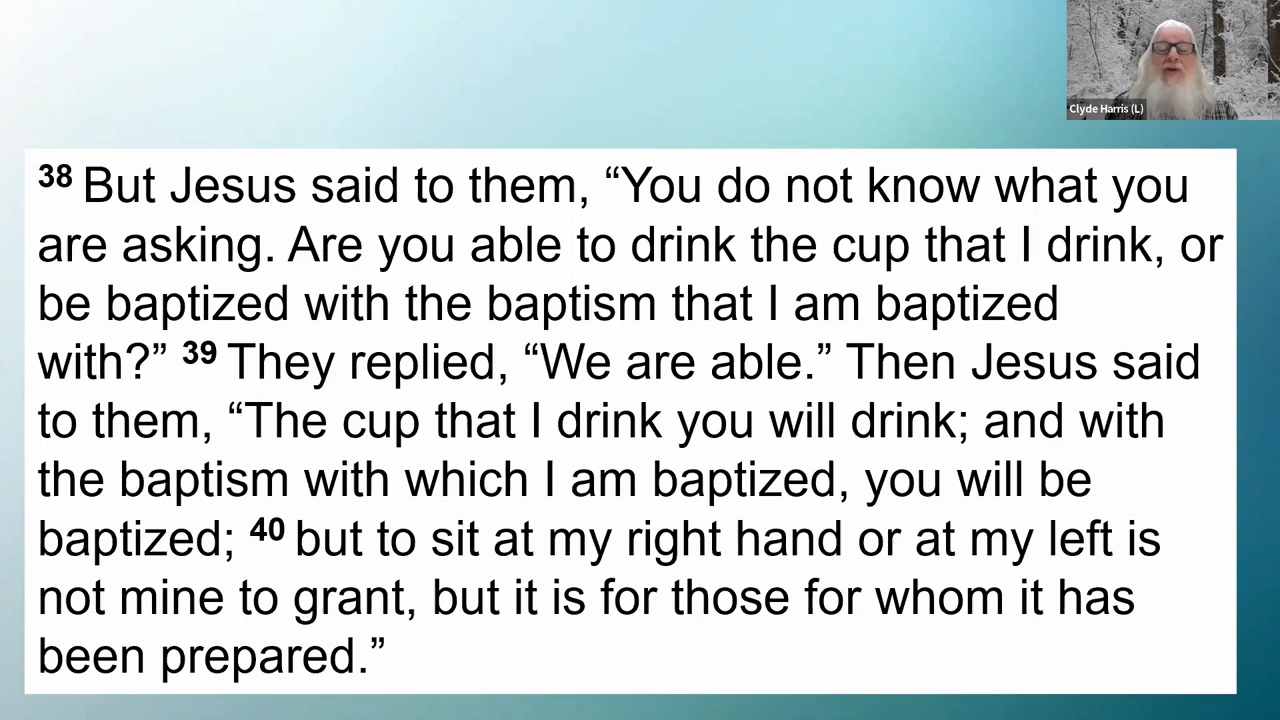 Clyde Harris (L)
38 But Jesus said to them, “You do not know what you
are asking. Are you able to drink the cup that I drink, or
be baptized with the baptism that I am baptized
with?” 39 They replied, “We are able.” Then Jesus said
to them, “The cup that I drink you will drink; and with
the baptism with which I am baptized, you will be
baptized; 40 but to sit at my right hand or at my left is
not mine to grant, but it is for those for whom it has
been prepared.”